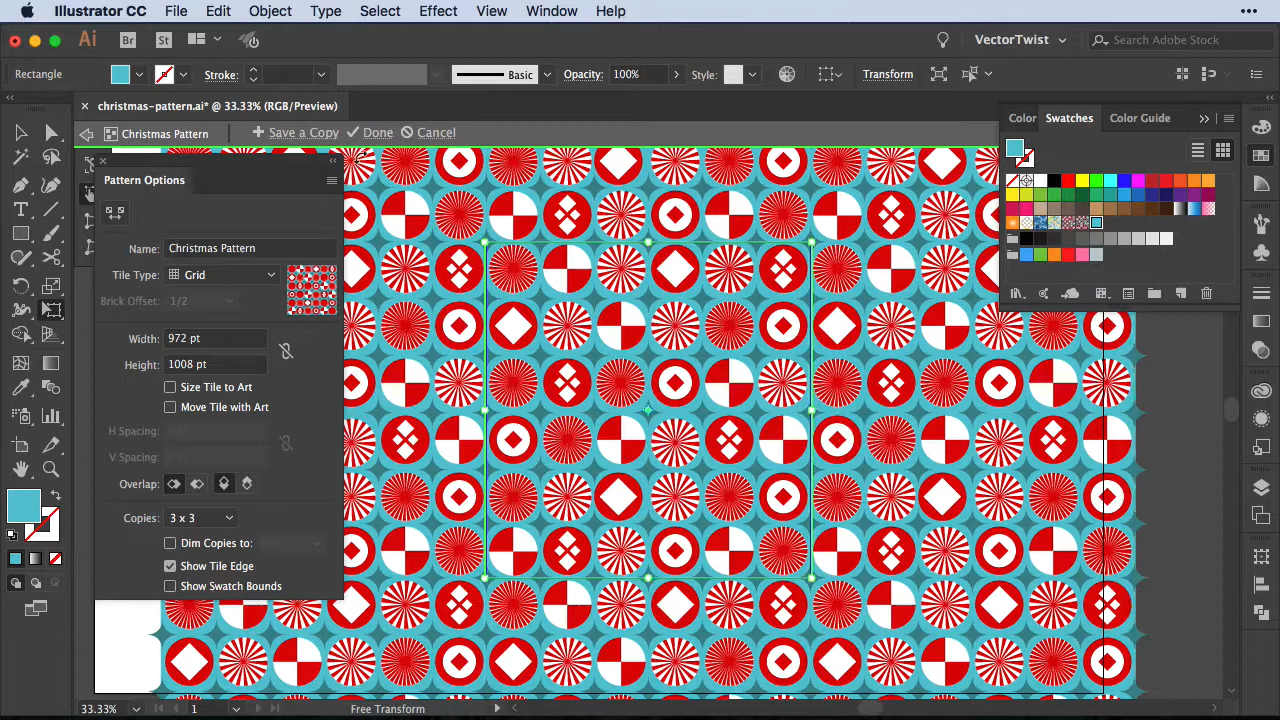 Illustrator CC File Edit Object Type Select Effect View Window Help
Ai Br St VectorTwist Search Adobe Stock
Rectangle Stroke: Basic Opacity: 100% Style: Transform
× christmas-pattern.ai* @ 33.33% (RGB/Preview)
Christmas Pattern + Save a Copy Done Cancel
Color Swatches Color Guide
Pattern Options
Name: Christmas Pattern
Tile Type: Grid
Brick Offset: 1/2
Width: 972 pt
Height: 1008 pt
Size Tile to Art
Move Tile with Art
H Spacing:
V Spacing:
Overlap:
Copies: 3 x 3
Dim Copies to:
Show Tile Edge
Show Swatch Bounds
33.33% 1 Free Transform